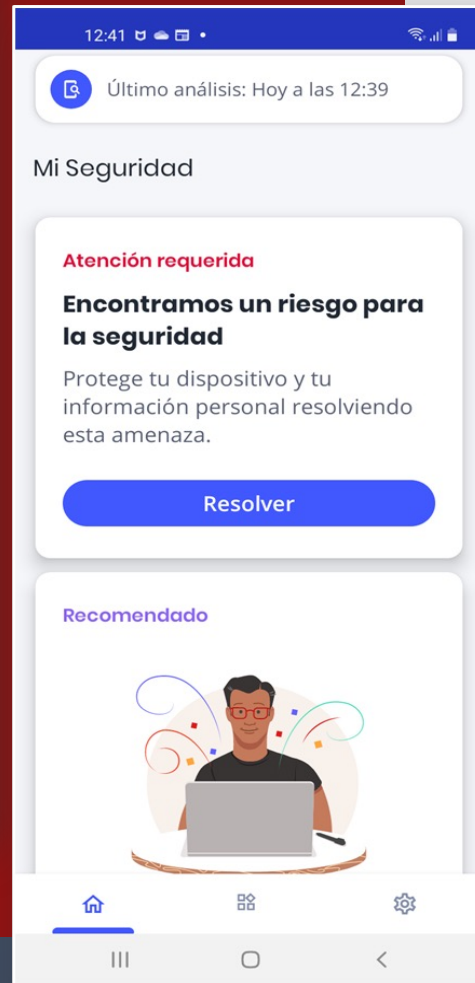 12:41
Último análisis: Hoy a las 12:39
Mi Seguridad
Atención requerida
Encontramos un riesgo para
la seguridad
Protege tu dispositivo y tu
información personal resolviendo
esta amenaza.
Resolver
Recomendado